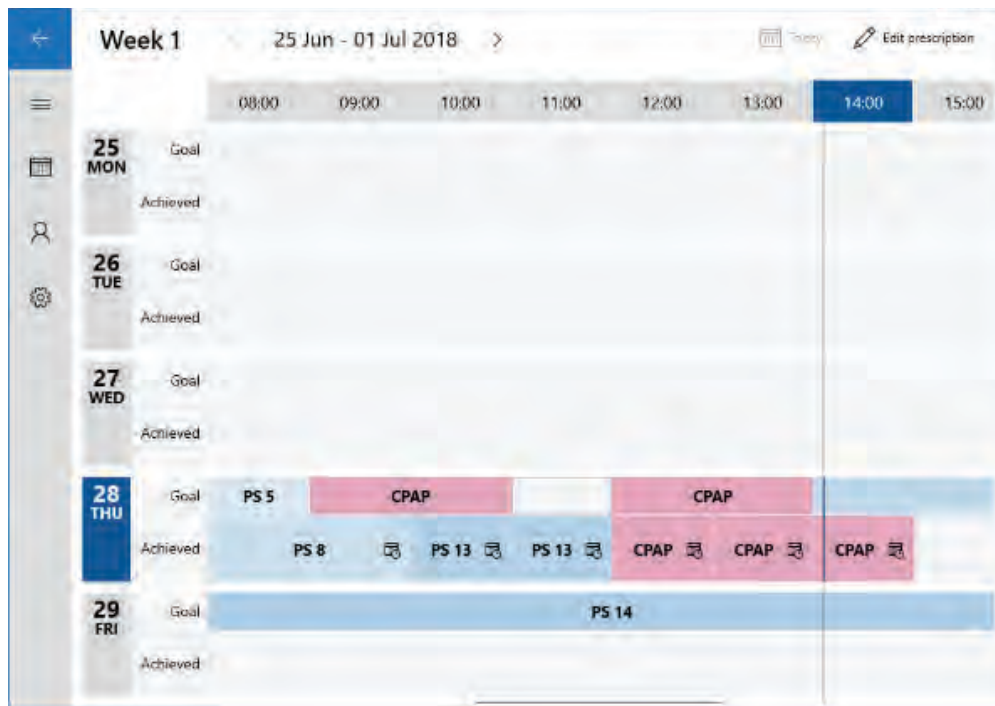 Week 1 25 Jun - 01 Jul 2018 Today Edit prescription
08:00 09:00 10:00 11:00 12:00 13:00 14:00 15:00
25 MON
Goal
Achieved
26 TUE
Goal
Achieved
27 WED
Goal
Achieved
28 THU
Goal PS 5 CPAP CPAP
Achieved PS 8 PS 13 PS 13 CPAP CPAP CPAP
29 FRI
Goal PS 14
Achieved